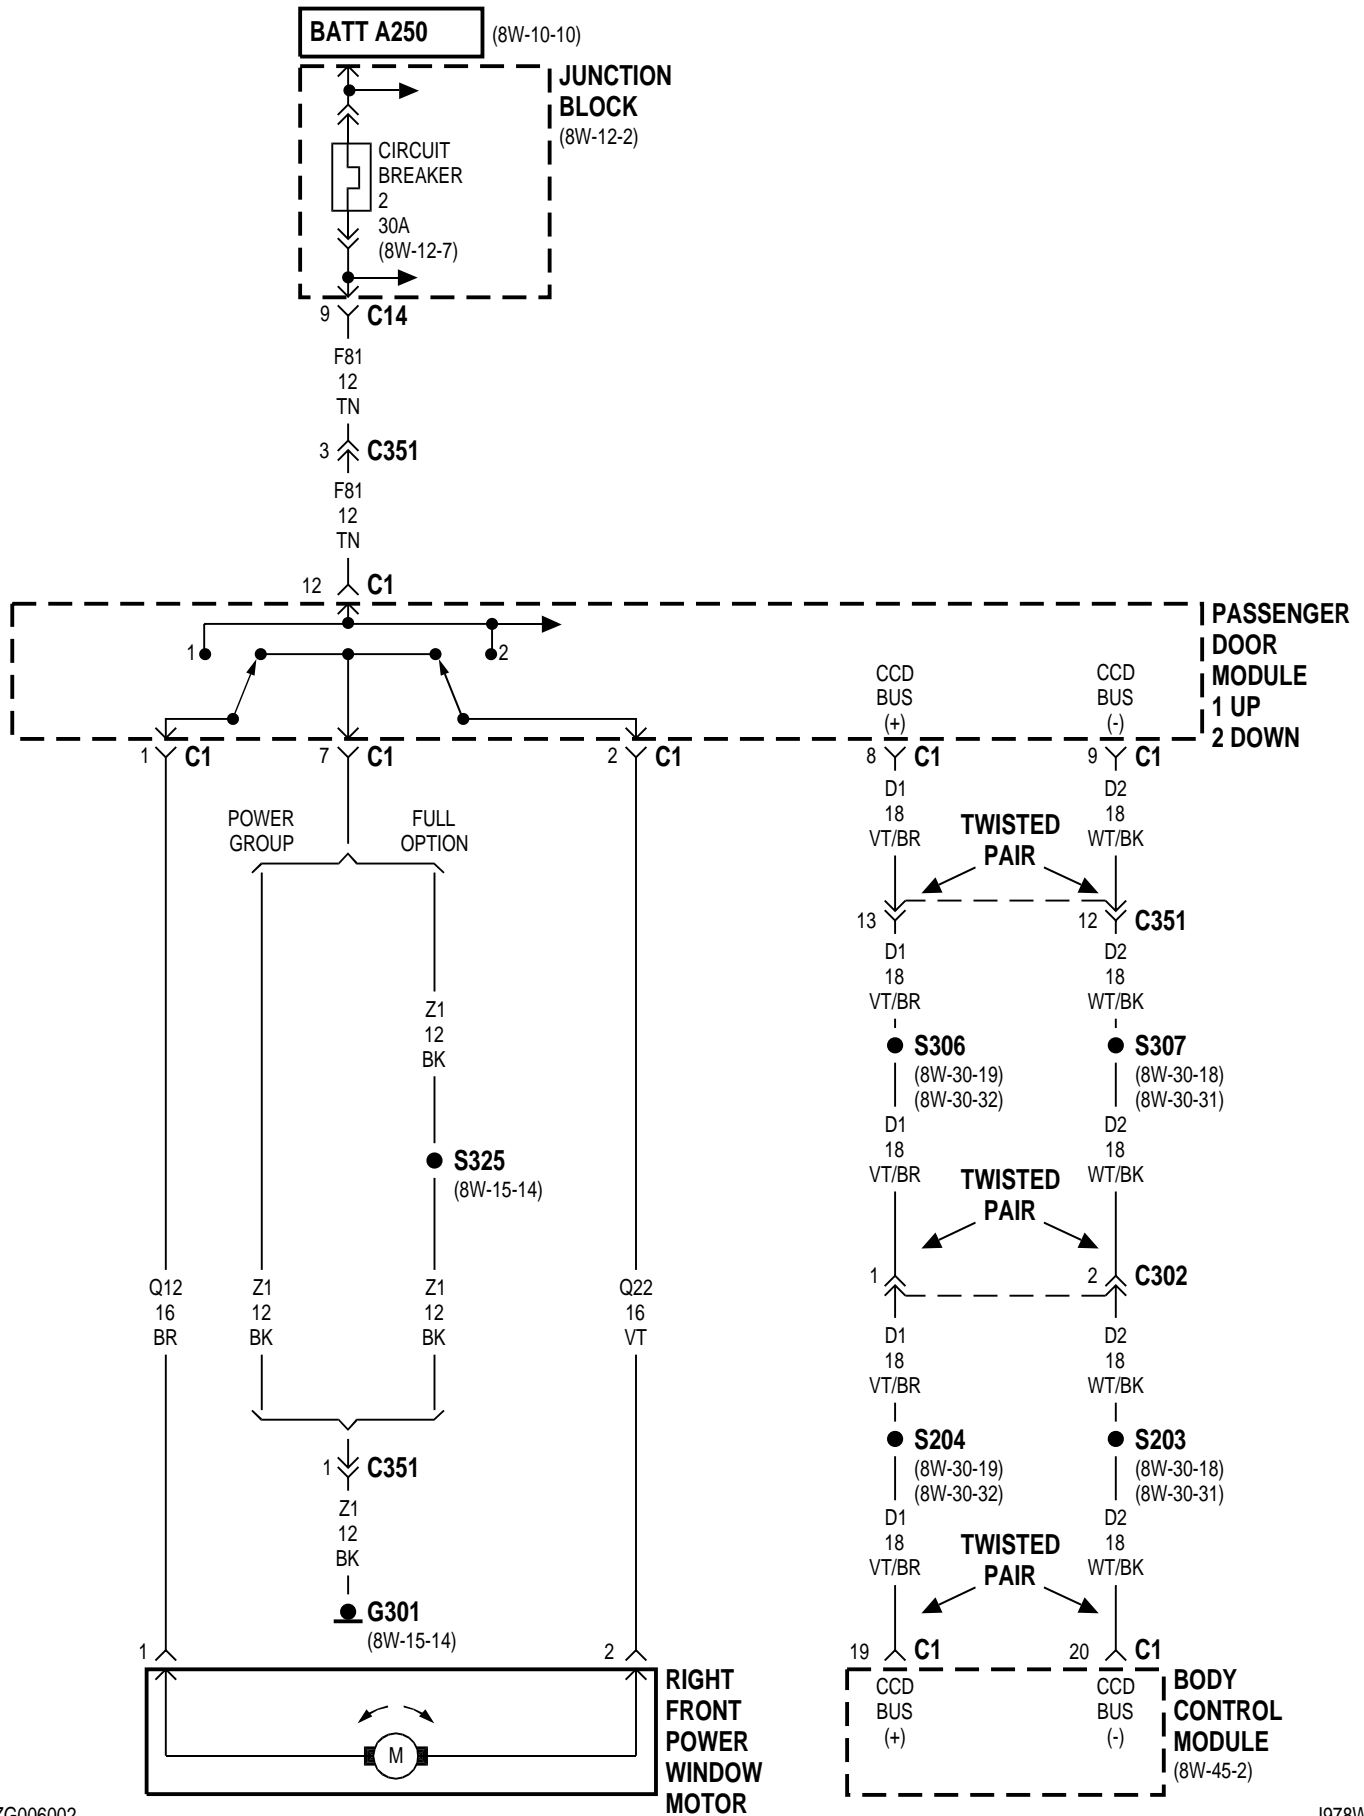 BATT A250 (8W-10-10)
JUNCTION
BLOCK
(8W-12-2)
CIRCUIT
BREAKER
2
30A
(8W-12-7)
9 C14
F81
12
TN
3 C351
F81
12
TN
12 C1
PASSENGER
DOOR
MODULE
1 UP
2 DOWN
1 2
CCD
BUS
(+)
CCD
BUS
(-)
1 C1 7 C1 2 C1 8 C1 9 C1
POWER
GROUP
FULL
OPTION
D1
18
VT/BR
D2
18
WT/BK
TWISTED
PAIR
13 12 C351
D1
18
VT/BR
D2
18
WT/BK
Z1
12
BK
S306
(8W-30-19)
(8W-30-32)
S307
(8W-30-18)
(8W-30-31)
D1
18
VT/BR
D2
18
WT/BK
S325
(8W-15-14)
TWISTED
PAIR
1 2 C302
Q12
16
BR
Z1
12
BK
Z1
12
BK
Q22
16
VT
D1
18
VT/BR
D2
18
WT/BK
S204
(8W-30-19)
(8W-30-32)
S203
(8W-30-18)
(8W-30-31)
1 C351
Z1
12
BK
D1
18
VT/BR
D2
18
WT/BK
TWISTED
PAIR
G301
(8W-15-14)
1 2 19 C1 20 C1
RIGHT
FRONT
POWER
WINDOW
MOTOR
M
CCD
BUS
(+)
CCD
BUS
(-)
BODY
CONTROL
MODULE
(8W-45-2)